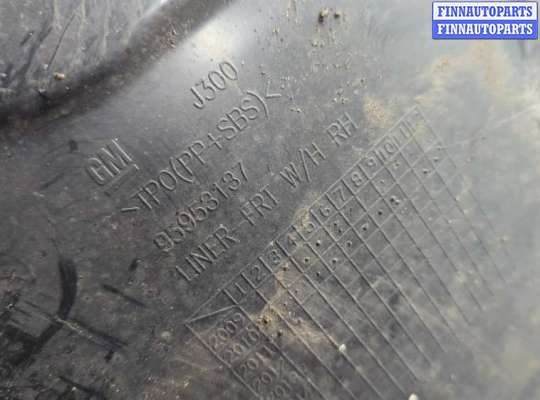 FINNAUTOPARTS
FINNAUTOPARTS
J300
GM
>TPO(PP+SBS)<
95953137
LINER FRT W/H RH
1 2 3 4 5 6 7 8 9 10 11
2009
2010
2011
2012